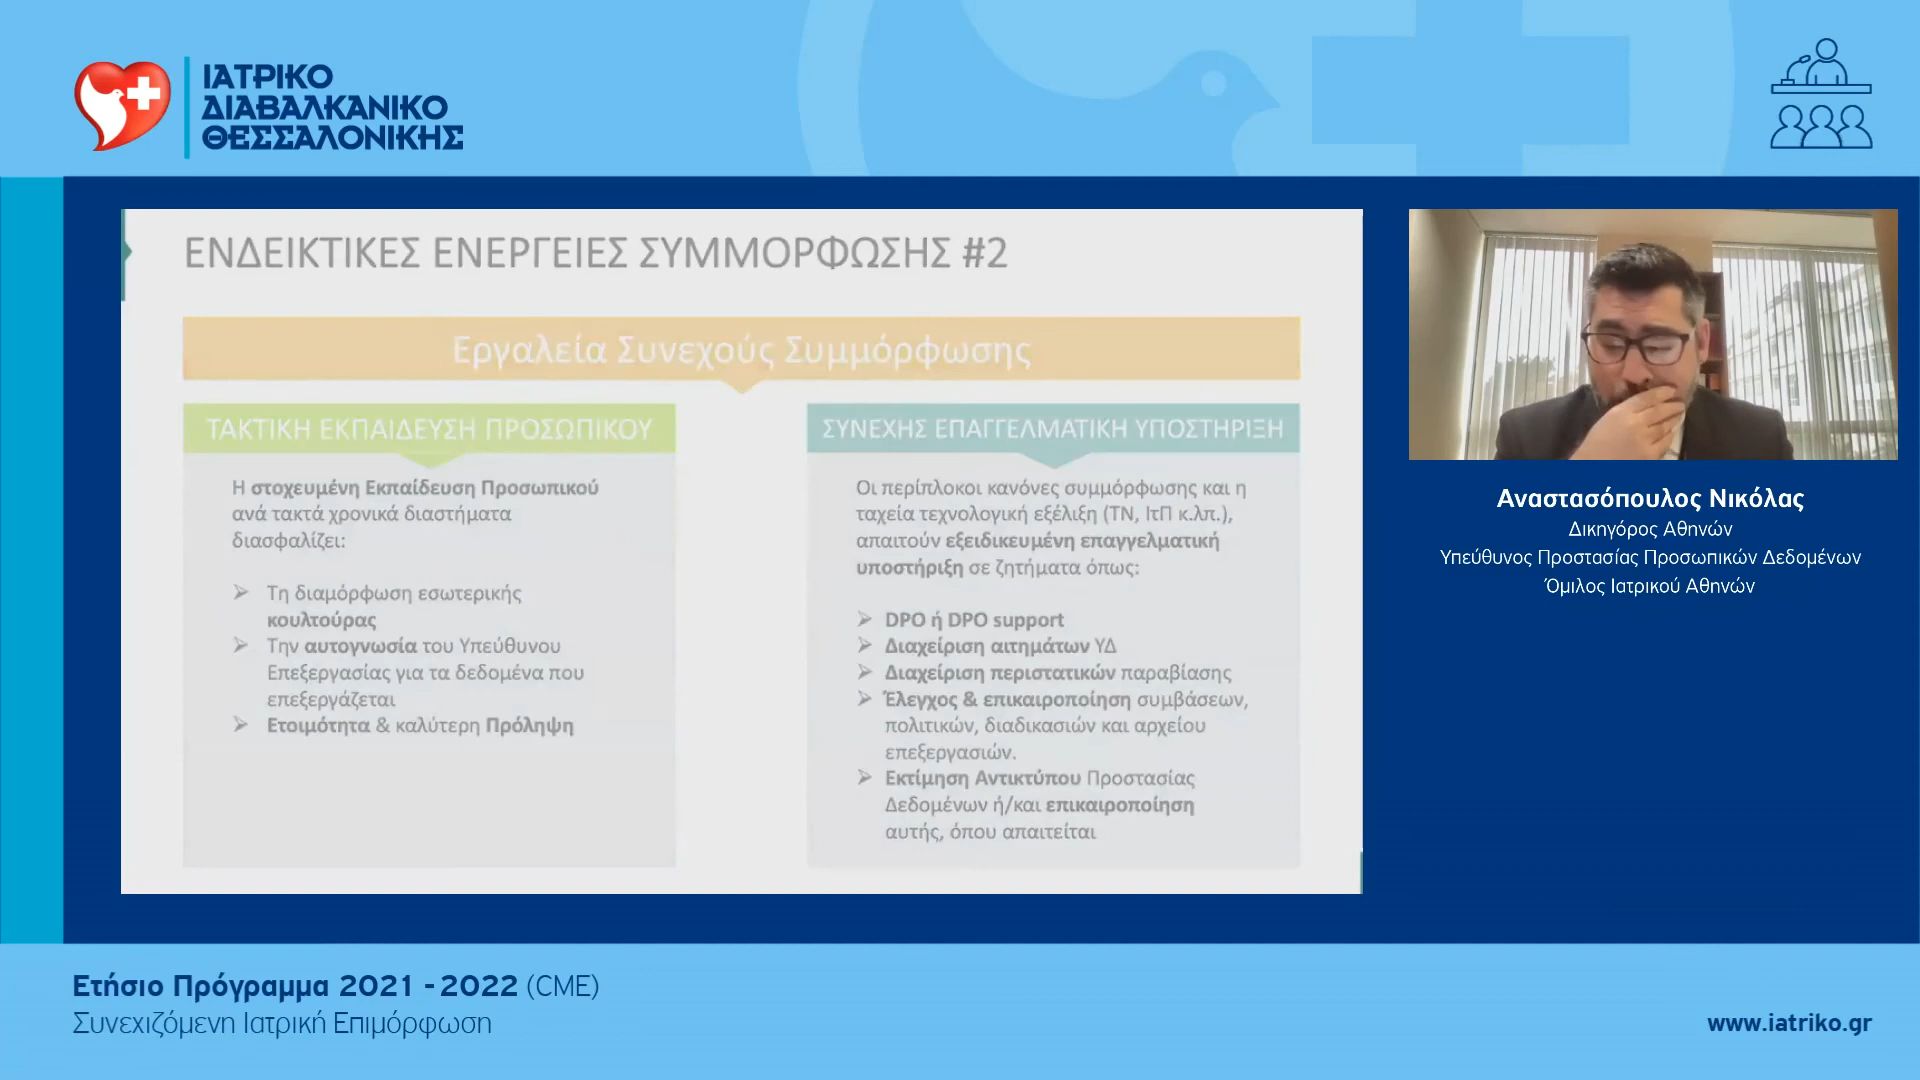 ΙΑΤΡΙΚΟ
ΔΙΑΒΑΛΚΑΝΙΚΟ
ΘΕΣΣΑΛΟΝΙΚΗΣ
ΕΝΔΕΙΚΤΙΚΕΣ ΕΝΕΡΓΕΙΕΣ ΣΥΜΜΟΡΦΩΣΗΣ #2
Εργαλεία Συνεχούς Συμμόρφωσης
ΤΑΚΤΙΚΗ ΕΚΠΑΙΔΕΥΣΗ ΠΡΟΣΩΠΙΚΟΥ
Η στοχευμένη Εκπαίδευση Προσωπικού
ανά τακτά χρονικά διαστήματα
διασφαλίζει:
➢ Τη διαμόρφωση εσωτερικής
κουλτούρας
➢ Την αυτογνωσία του Υπεύθυνου
Επεξεργασίας για τα δεδομένα που
επεξεργάζεται
➢ Ετοιμότητα & καλύτερη Πρόληψη
ΣΥΝΕΧΗΣ ΕΠΑΓΓΕΛΜΑΤΙΚΗ ΥΠΟΣΤΗΡΙΞΗ
Οι περίπλοκοι κανόνες συμμόρφωσης και η
ταχεία τεχνολογική εξέλιξη (ΤΝ, ΙτΠ κ.λπ.),
απαιτούν εξειδικευμένη επαγγελματική
υποστήριξη σε ζητήματα όπως:
➢ DPO ή DPO support
➢ Διαχείριση αιτημάτων ΥΔ
➢ Διαχείριση περιστατικών παραβίασης
➢ Έλεγχος & επικαιροποίηση συμβάσεων,
πολιτικών, διαδικασιών και αρχείου
επεξεργασιών.
➢ Εκτίμηση Αντικτύπου Προστασίας
Δεδομένων ή/και επικαιροποίηση
αυτής, όπου απαιτείται
Αναστασόπουλος Νικόλας
Δικηγόρος Αθηνών
Υπεύθυνος Προστασίας Προσωπικών Δεδομένων
Όμιλος Ιατρικού Αθηνών
Ετήσιο Πρόγραμμα 2021 - 2022 (CME)
Συνεχιζόμενη Ιατρική Επιμόρφωση
www.iatriko.gr